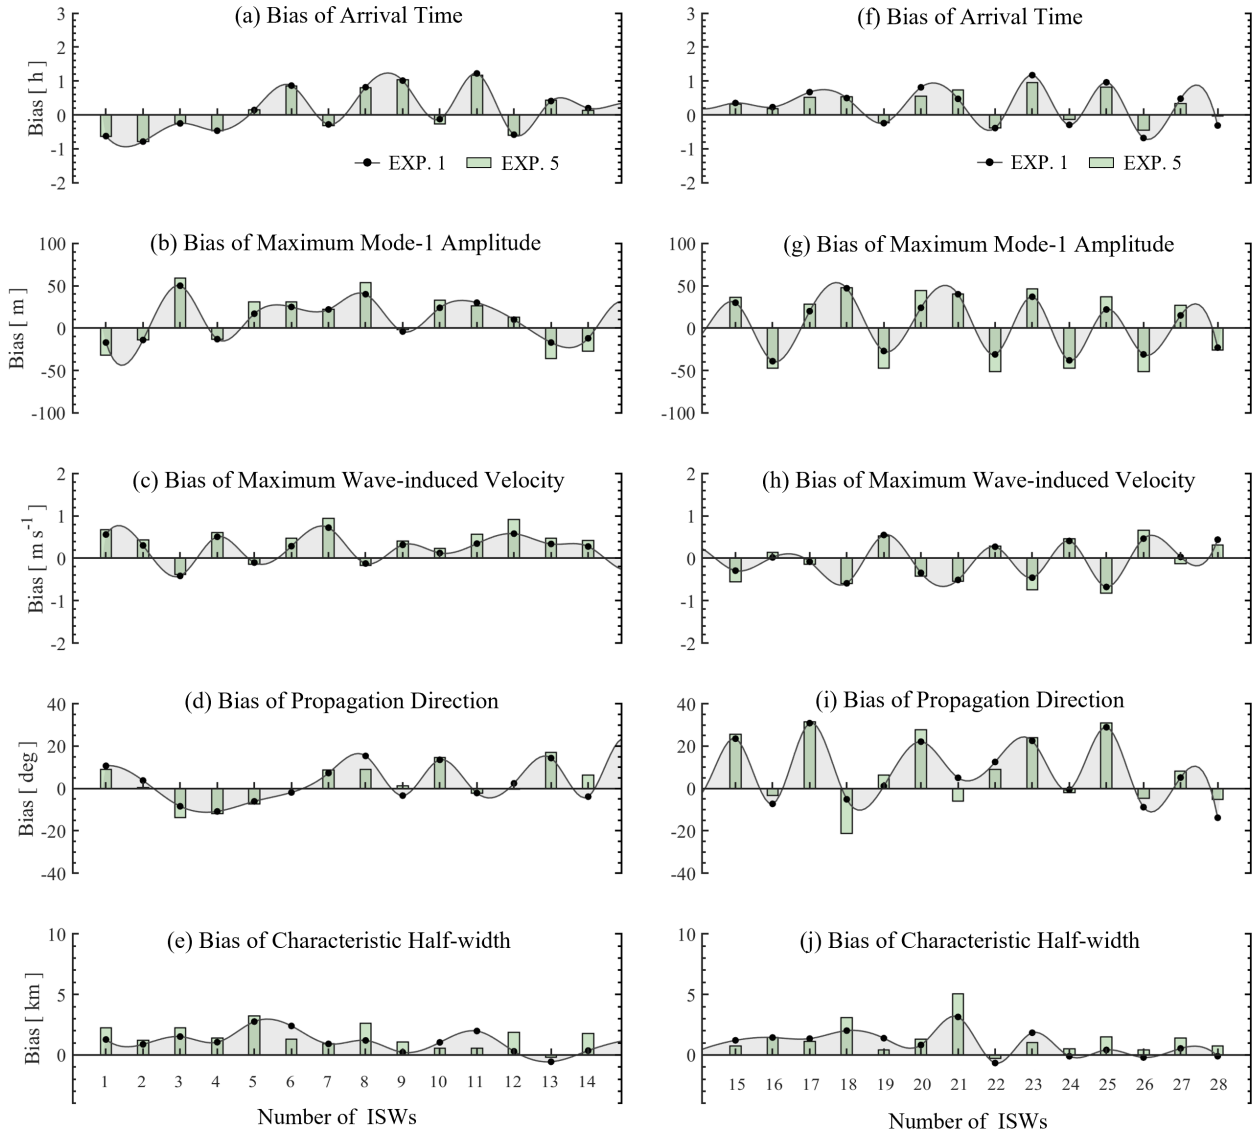 (a) Bias of Arrival Time
3
2
1
0
-1
-2
Bias [ h ]
EXP. 1
EXP. 5
(b) Bias of Maximum Mode-1 Amplitude
100
50
0
-50
-100
Bias [ m ]
(c) Bias of Maximum Wave-induced Velocity
2
1
0
-1
-2
Bias [ m s-1 ]
(d) Bias of Propagation Direction
40
20
0
-20
-40
Bias [ deg ]
(e) Bias of Characteristic Half-width
10
5
0
Bias [ km ]
1 2 3 4 5 6 7 8 9 10 11 12 13 14
Number of ISWs
(f) Bias of Arrival Time
3
2
1
0
-1
-2
EXP. 1
EXP. 5
(g) Bias of Maximum Mode-1 Amplitude
100
50
0
-50
-100
(h) Bias of Maximum Wave-induced Velocity
2
1
0
-1
-2
(i) Bias of Propagation Direction
40
20
0
-20
-40
(j) Bias of Characteristic Half-width
10
5
0
15 16 17 18 19 20 21 22 23 24 25 26 27 28
Number of ISWs